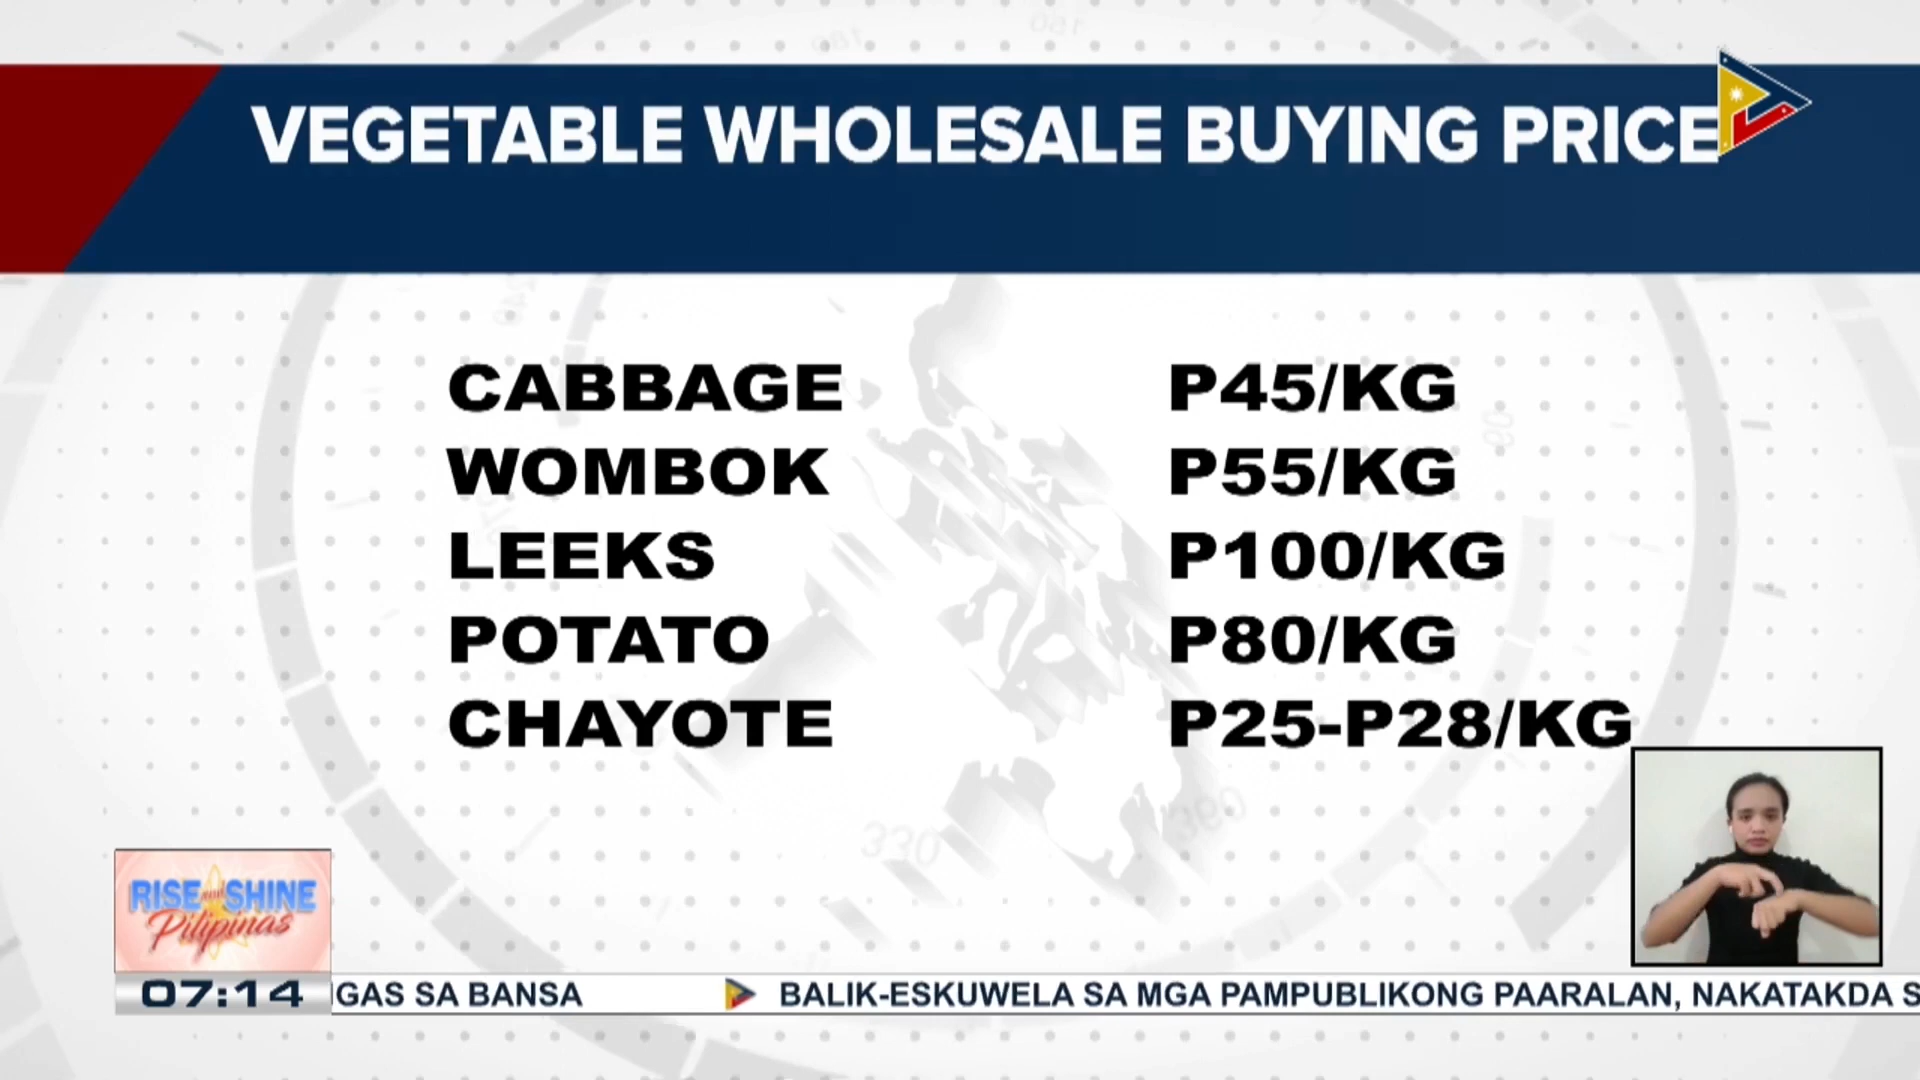 VEGETABLE WHOLESALE BUYING PRICE
CABBAGE P45/KG
WOMBOK P55/KG
LEEKS P100/KG
POTATO P80/KG
CHAYOTE P25-P28/KG
330
RISE and SHINE
Pilipinas
07:14 GAS SA BANSA BALIK-ESKUWELA SA MGA PAMPUBLIKONG PAARALAN, NAKATAKDA S